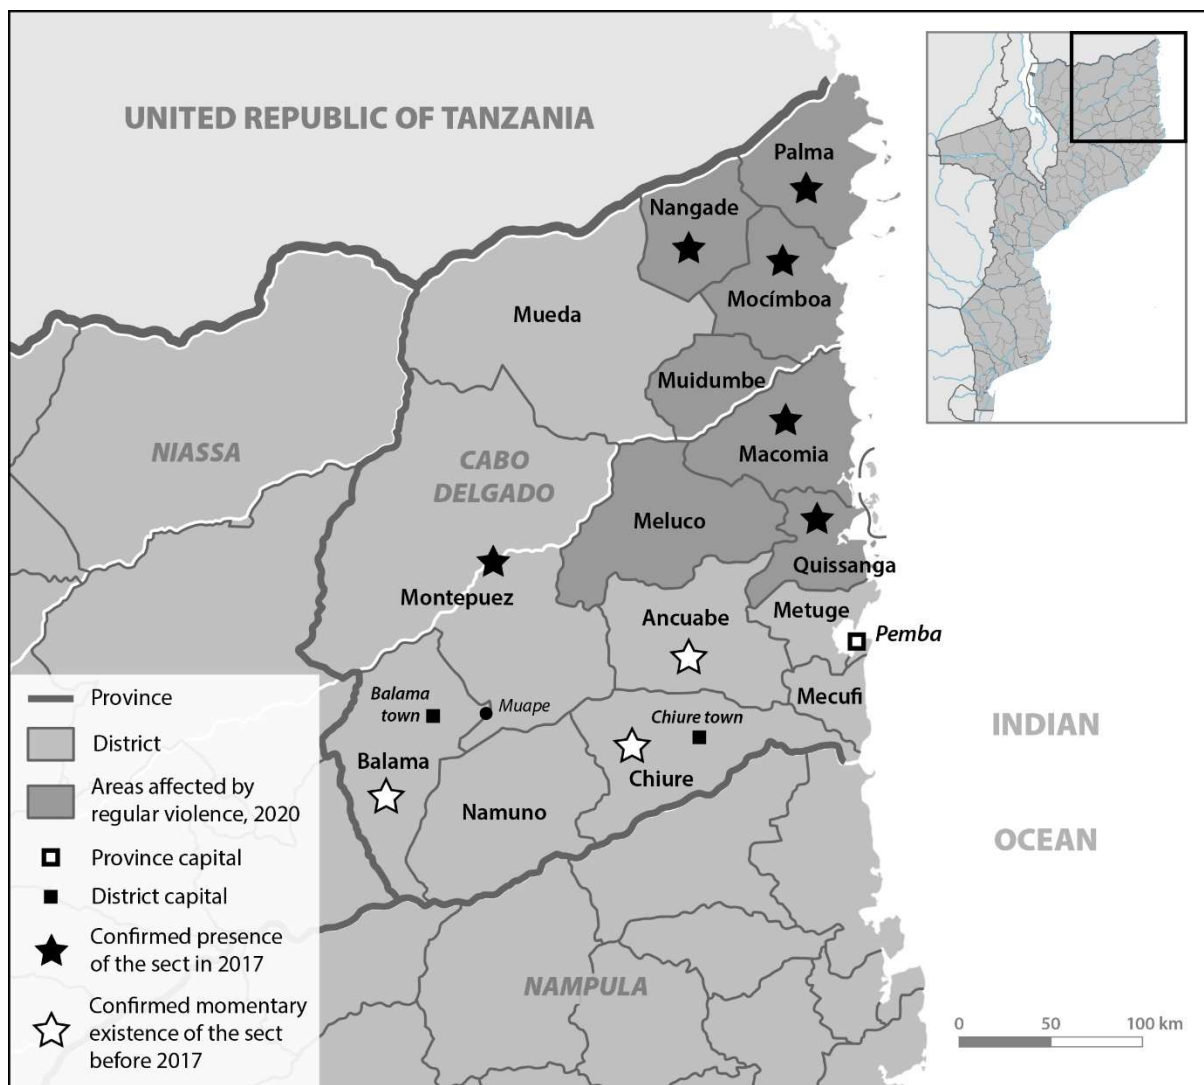 UNITED REPUBLIC OF TANZANIA
Palma
Nangade
Mocímboa
Mueda
Muidumbe
NIASSA
CABO
DELGADO
Macomia
Meluco
Quissanga
Montepuez
Ancuabe
Metuge
Pemba
Mecufi
Balama
town
Muape
Chiure town
INDIAN
Balama
Chiure
Namuno
OCEAN
NAMPULA
Province
District
Areas affected by
regular violence, 2020
Province capital
District capital
Confirmed presence
of the sect in 2017
Confirmed momentary
existence of the sect
before 2017
0 50 100 km